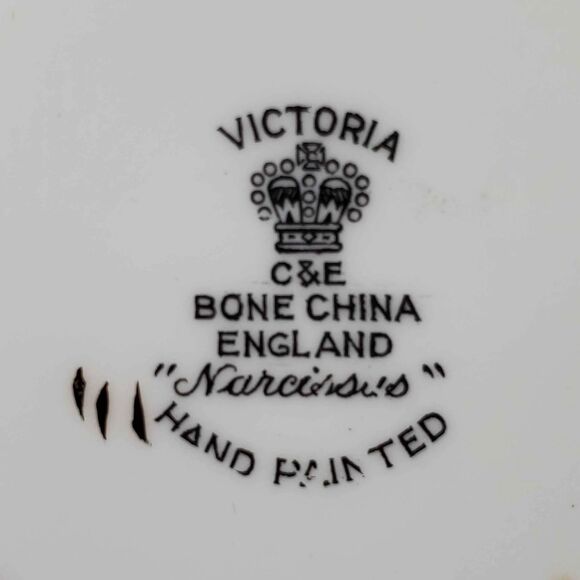 VICTORIA
C&E
BONE CHINA
ENGLAND
"Narcissus"
HAND PAINTED